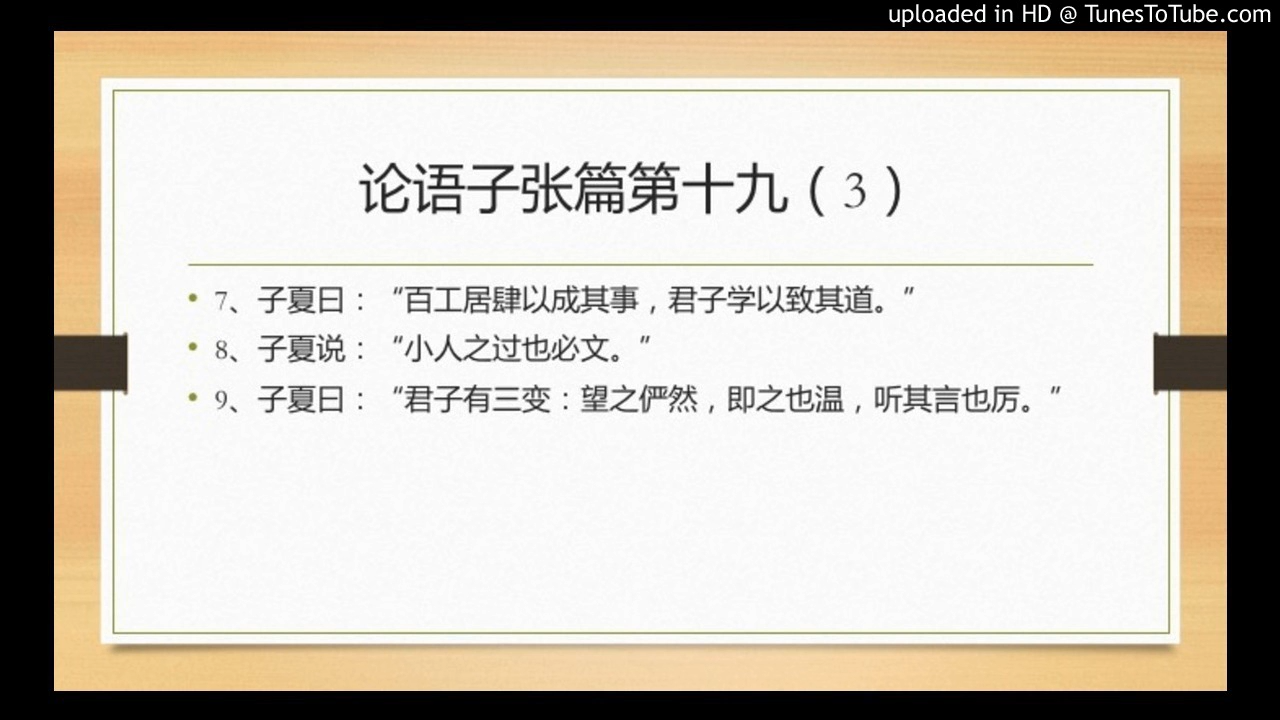 uploaded in HD @ TunesToTube.com
论语子张篇第十九（3）
• 7、子夏曰：“百工居肆以成其事，君子学以致其道。”
• 8、子夏说：“小人之过也必文。”
• 9、子夏曰：“君子有三变：望之俨然，即之也温，听其言也厉。”